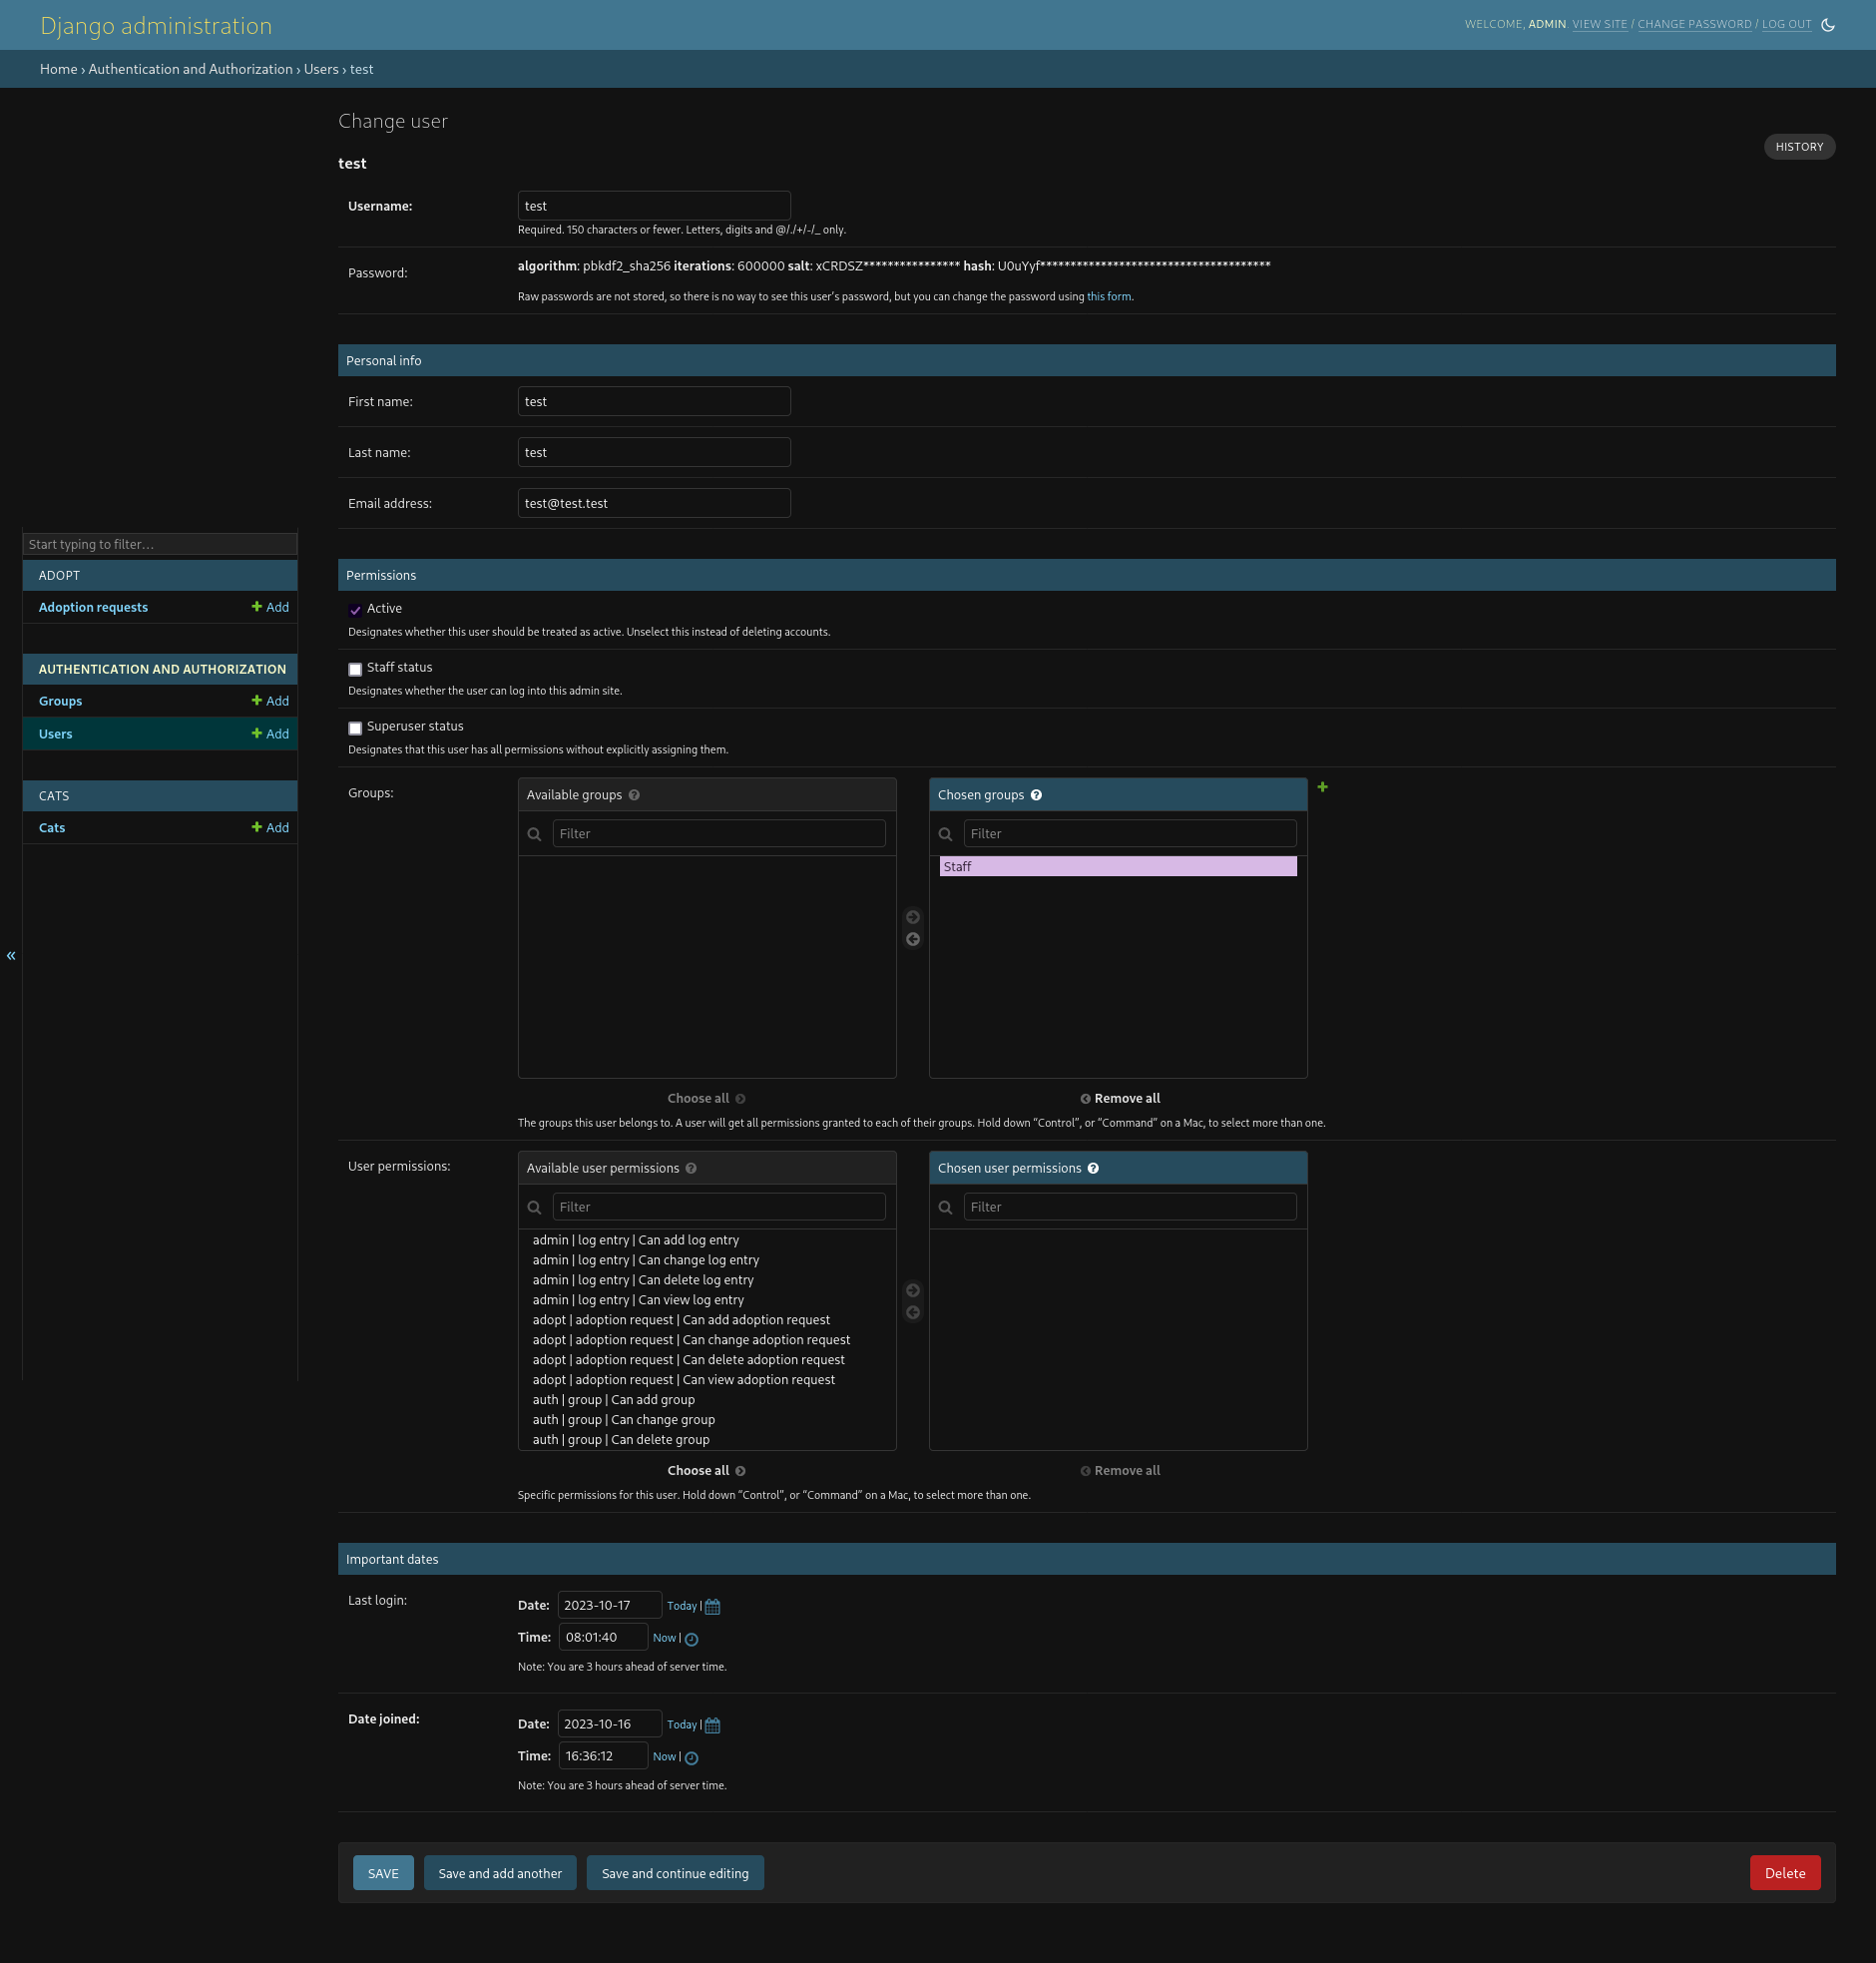 Django administration
WELCOME, ADMIN. VIEW SITE / CHANGE PASSWORD / LOG OUT
Home › Authentication and Authorization › Users › test
Change user
HISTORY
test
Username:
test
Required. 150 characters or fewer. Letters, digits and @/./+/-/_ only.
Password:
algorithm: pbkdf2_sha256 iterations: 600000 salt: xCRDSZ**************** hash: U0uYyf**************************************
Raw passwords are not stored, so there is no way to see this user’s password, but you can change the password using this form.
Personal info
First name:
test
Last name:
test
Email address:
test@test.test
Start typing to filter…
ADOPT
Adoption requests
Add
AUTHENTICATION AND AUTHORIZATION
Groups
Add
Users
Add
CATS
Cats
Add
«
Permissions
Active
Designates whether this user should be treated as active. Unselect this instead of deleting accounts.
Staff status
Designates whether the user can log into this admin site.
Superuser status
Designates that this user has all permissions without explicitly assigning them.
Groups:
Available groups
Filter
Choose all
Chosen groups
Filter
Staff
Remove all
The groups this user belongs to. A user will get all permissions granted to each of their groups. Hold down “Control”, or “Command” on a Mac, to select more than one.
User permissions:
Available user permissions
Filter
admin | log entry | Can add log entry
admin | log entry | Can change log entry
admin | log entry | Can delete log entry
admin | log entry | Can view log entry
adopt | adoption request | Can add adoption request
adopt | adoption request | Can change adoption request
adopt | adoption request | Can delete adoption request
adopt | adoption request | Can view adoption request
auth | group | Can add group
auth | group | Can change group
auth | group | Can delete group
Choose all
Chosen user permissions
Filter
Remove all
Specific permissions for this user. Hold down “Control”, or “Command” on a Mac, to select more than one.
Important dates
Last login:
Date: 2023-10-17 Today |
Time: 08:01:40 Now |
Note: You are 3 hours ahead of server time.
Date joined:
Date: 2023-10-16 Today |
Time: 16:36:12 Now |
Note: You are 3 hours ahead of server time.
SAVE
Save and add another
Save and continue editing
Delete